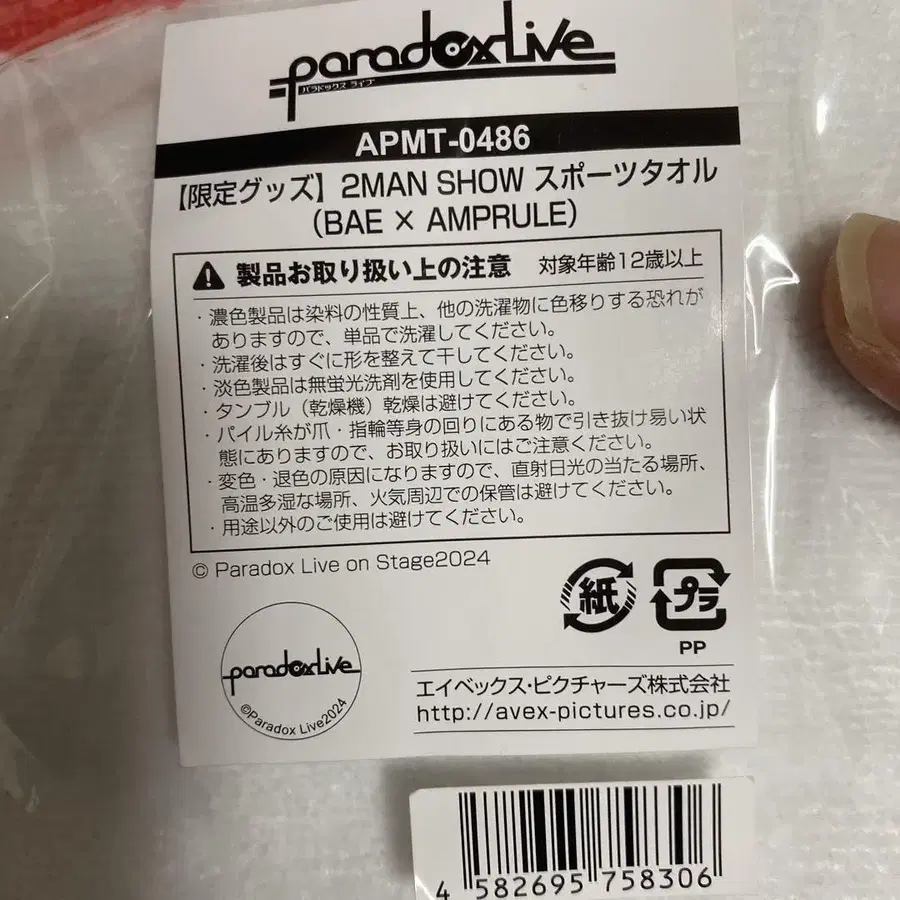 paradoxLive
パラドックス ライブ
APMT-0486
【限定グッズ】2MAN SHOW スポーツタオル
(BAE × AMPRULE)
製品お取り扱い上の注意 対象年齢12歳以上
・濃色製品は染料の性質上、他の洗濯物に色移りする恐れが
ありますので、単品で洗濯してください。
・洗濯後はすぐに形を整えて干してください。
・淡色製品は無蛍光洗剤を使用してください。
・タンブル（乾燥機）乾燥は避けてください。
・パイル糸が爪・指輪等身の回りにある物で引き抜け易い状
態にありますので、お取り扱いにはご注意ください。
・変色・退色の原因になりますので、直射日光の当たる場所、
高温多湿な場所、火気周辺での保管は避けてください。
・用途以外のご使用は避けてください。
© Paradox Live on Stage2024
紙
プラ
PP
paradoxLive
©Paradox Live2024
エイベックス・ピクチャーズ株式会社
http://avex-pictures.co.jp/
4 582695 758306